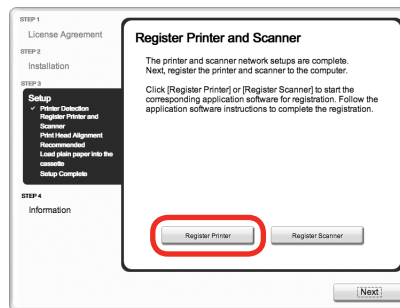 STEP 1
License Agreement
STEP 2
Installation
STEP 3
Setup
✓ Printer Detection
Register Printer and
Scanner
Print Head Alignment
Recommended
Load plain paper into the
cassette
Setup Complete
STEP 4
Information
Register Printer and Scanner
The printer and scanner network setups are complete.
Next, register the printer and scanner to the computer.
Click [Register Printer] or [Register Scanner] to start the
corresponding application software for registration. Follow the
application software instructions to complete the registration.
Register Printer
Register Scanner
Next